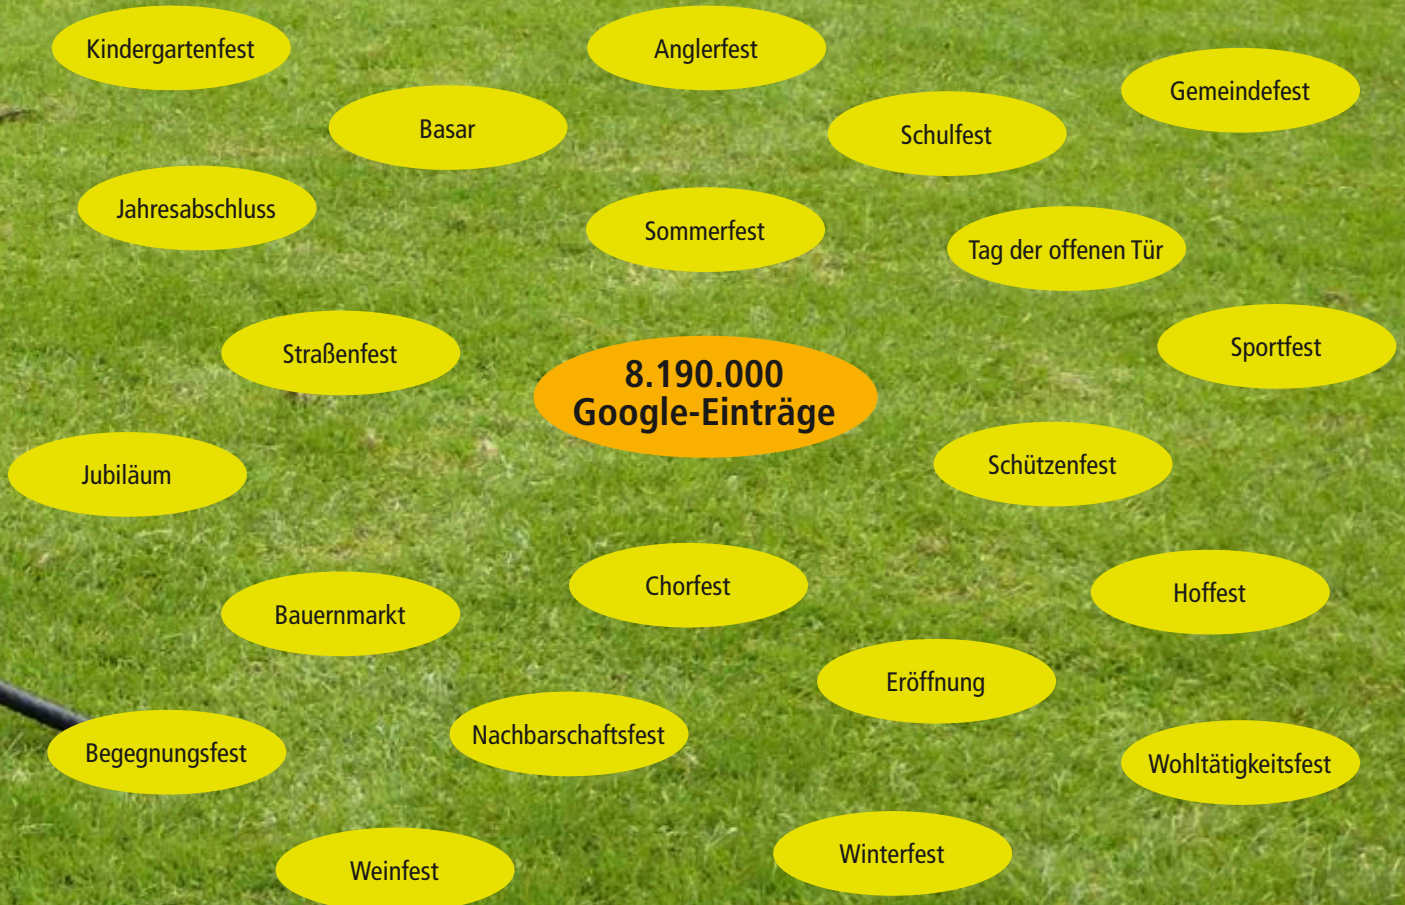 Kindergartenfest
Anglerfest
Gemeindefest
Basar
Schulfest
Jahresabschluss
Sommerfest
Tag der offenen Tür
Straßenfest
Sportfest
8.190.000
Google-Einträge
Jubiläum
Schützenfest
Chorfest
Hoffest
Bauernmarkt
Eröffnung
Nachbarschaftsfest
Begegnungsfest
Wohltätigkeitsfest
Winterfest
Weinfest